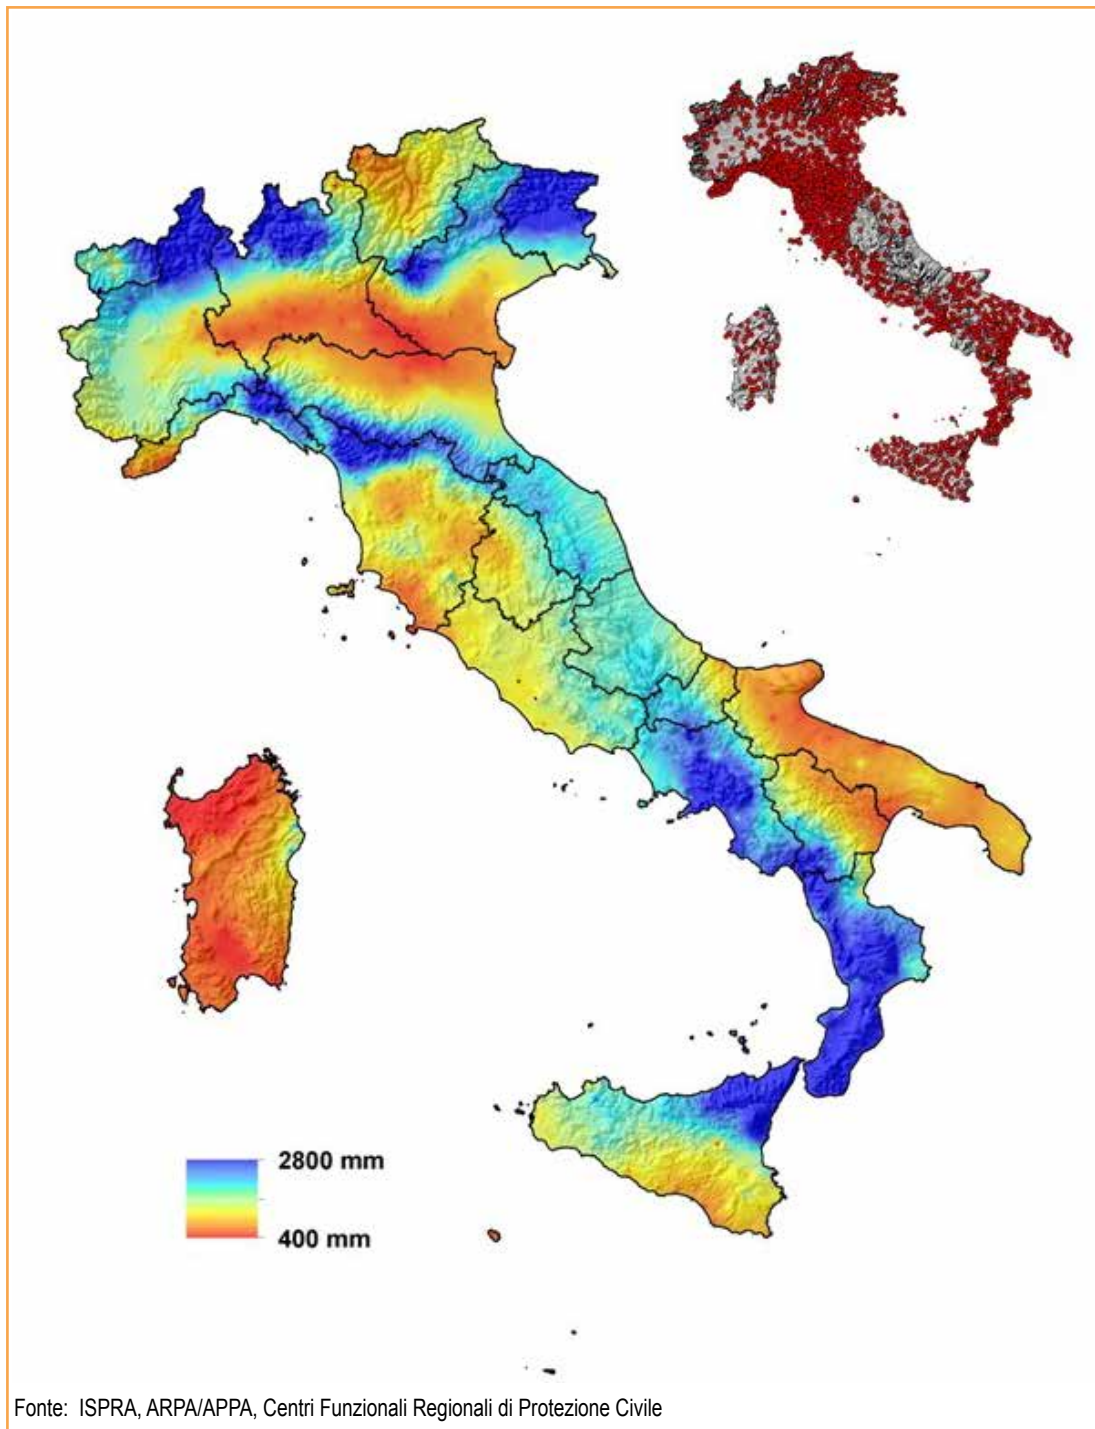 2800 mm
400 mm
Fonte: ISPRA, ARPA/APPA, Centri Funzionali Regionali di Protezione Civile